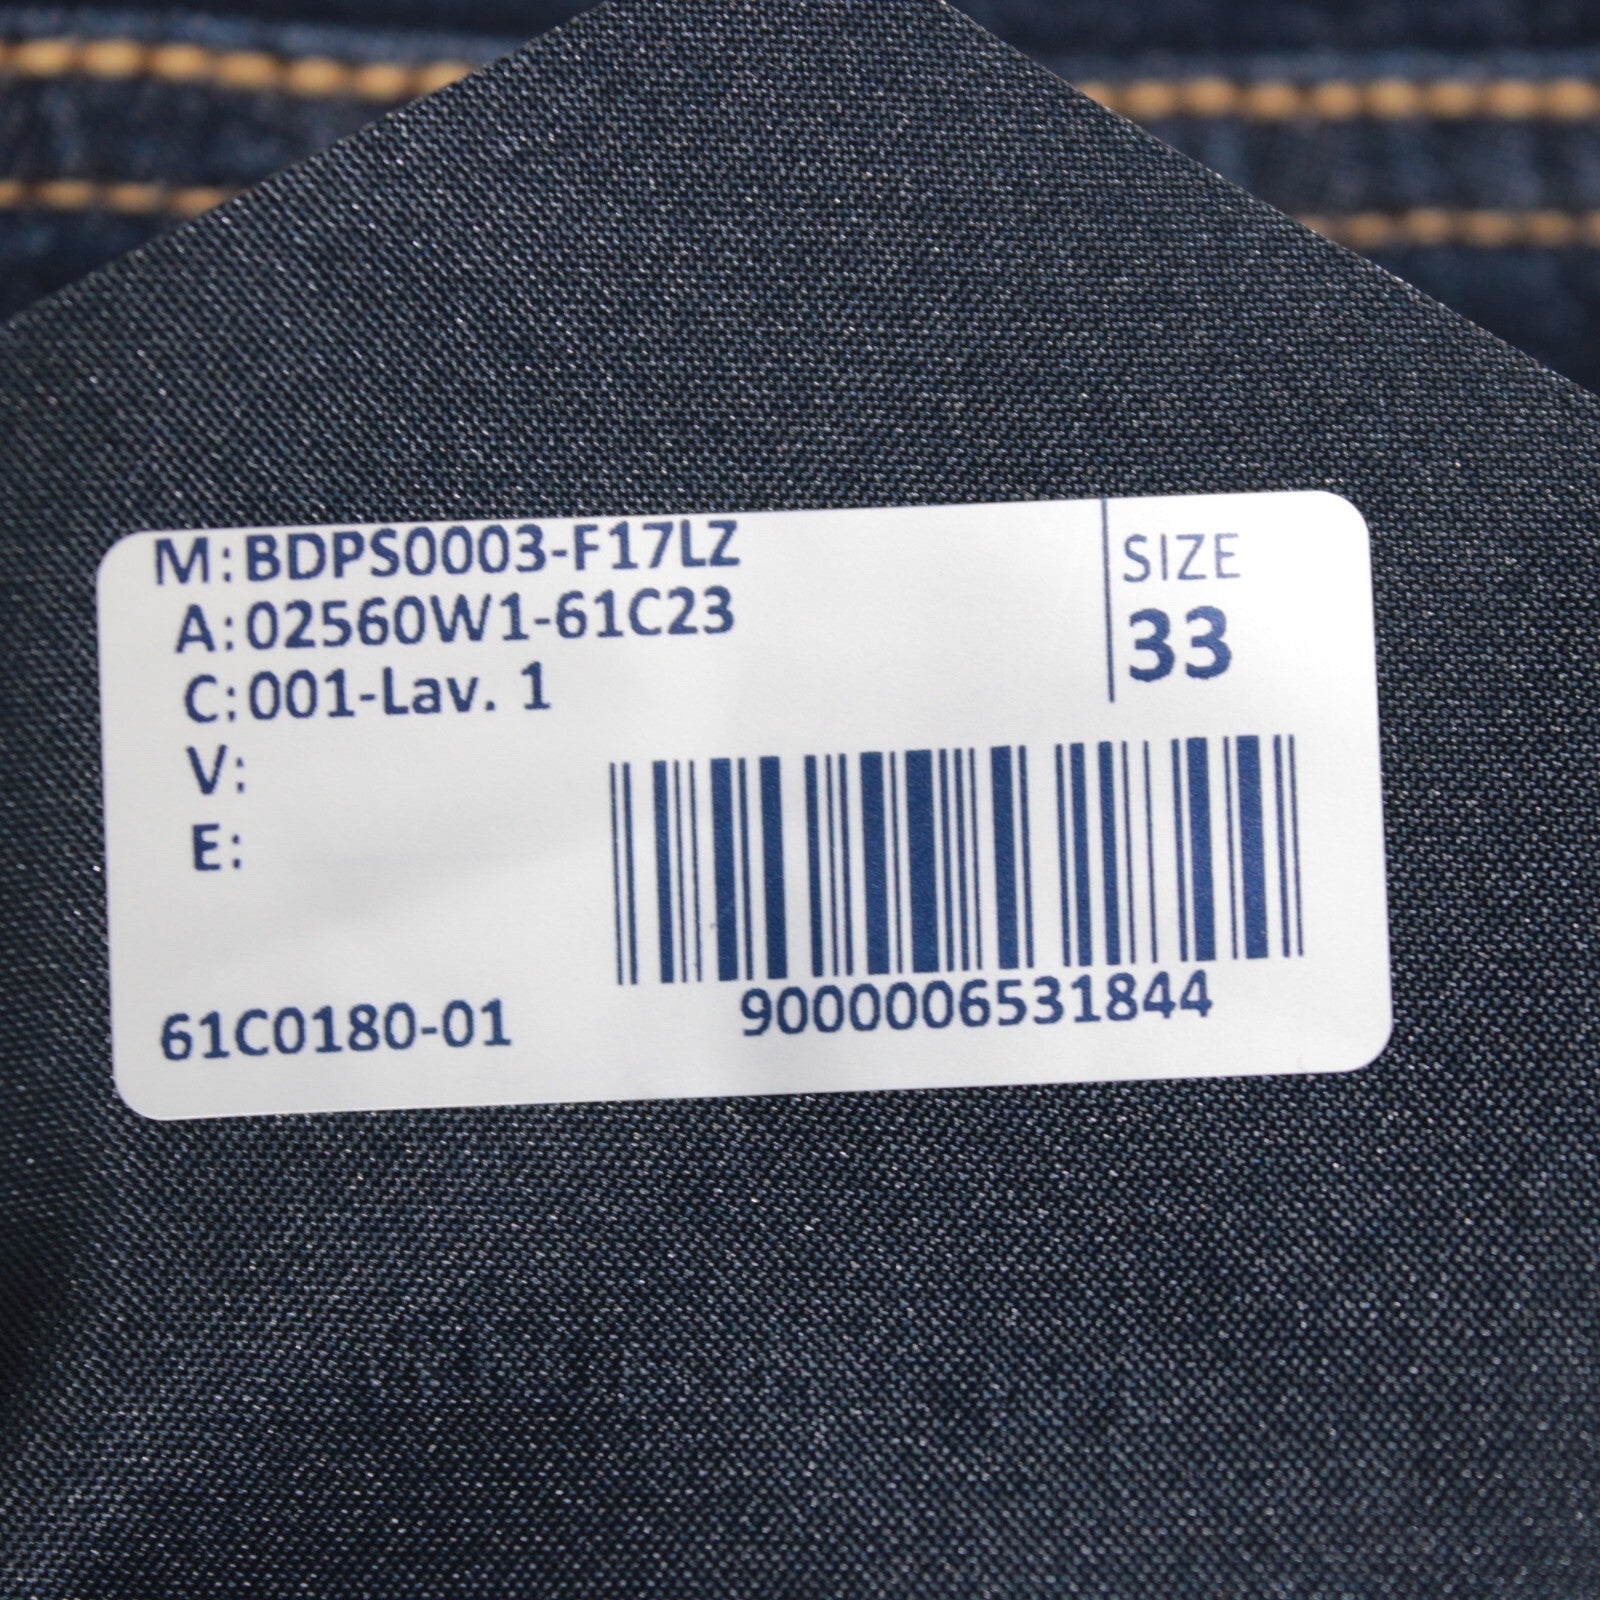 M: BDPS0003-F17LZ
A: 02560W1-61C23
C: 001-Lav. 1
V:
E:
SIZE
33
61C0180-01
9000006531844